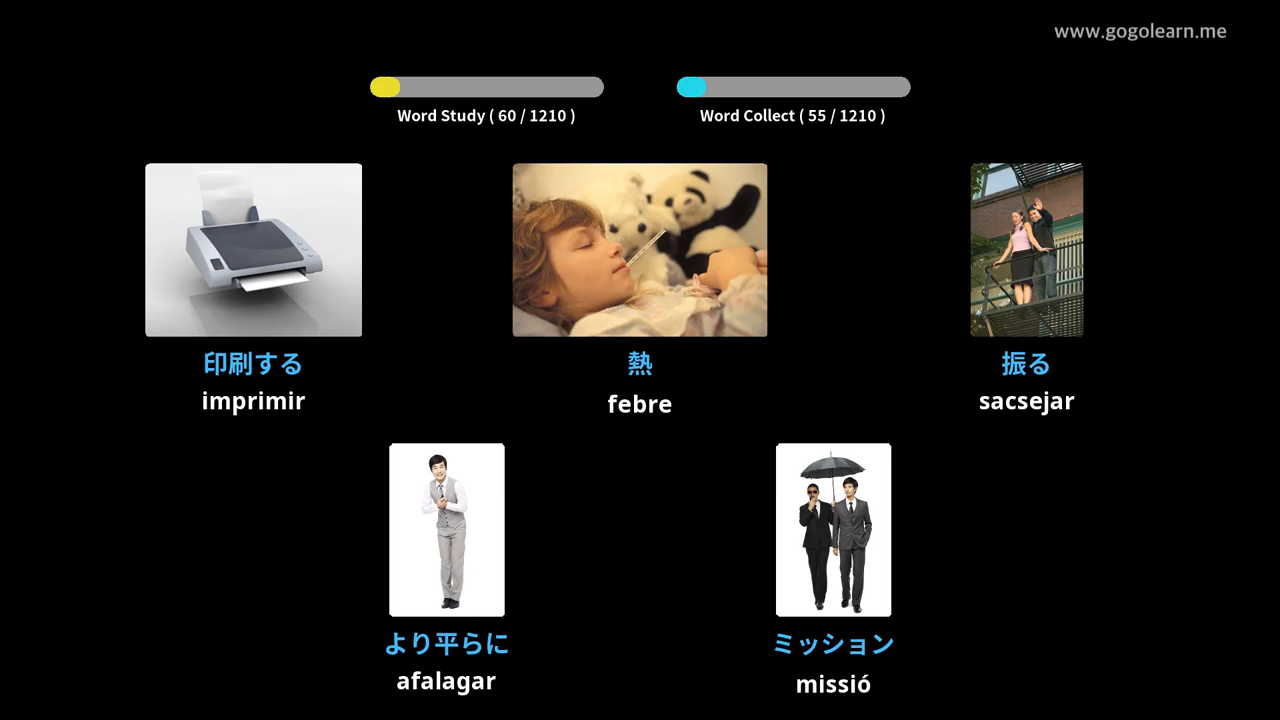 www.gogolearn.me
Word Study ( 60 / 1210 )
Word Collect ( 55 / 1210 )
印刷する
imprimir
熱
febre
振る
sacsejar
より平らに
afalagar
ミッション
missió